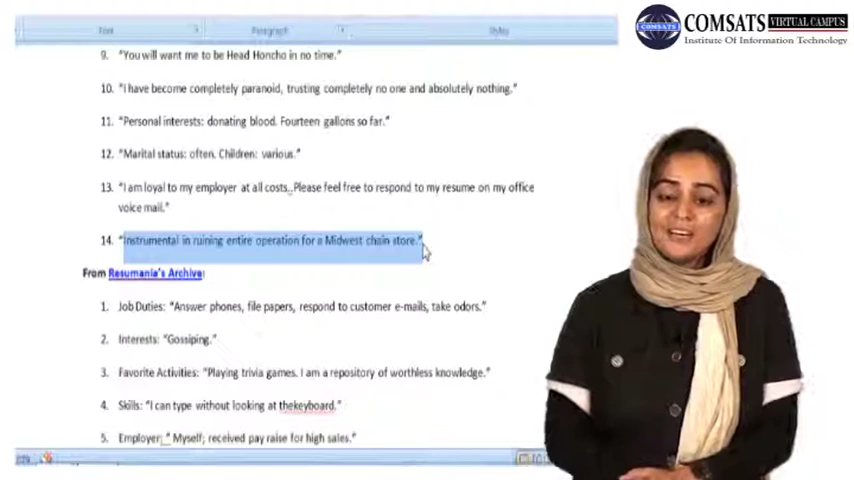 COMSATS VIRTUAL CAMPUS
COMSATS
Institute Of Information Technology
Font Paragraph Styles
9. "You will want me to be Head Honcho in no time."
10. "I have become completely paranoid, trusting completely no one and absolutely nothing."
11. "Personal interests: donating blood. Fourteen gallons so far."
12. "Marital status: often. Children: various."
13. "I am loyal to my employer at all costs..Please feel free to respond to my resume on my office
voice mail."
14. "Instrumental in ruining entire operation for a Midwest chain store."
From Resumania's Archive:
1. Job Duties: "Answer phones, file papers, respond to customer e-mails, take odors."
2. Interests: "Gossiping."
3. Favorite Activities: "Playing trivia games. I am a repository of worthless knowledge."
4. Skills: "I can type without looking at thekeyboard."
5. Employer: " Myself; received pay raise for high sales."